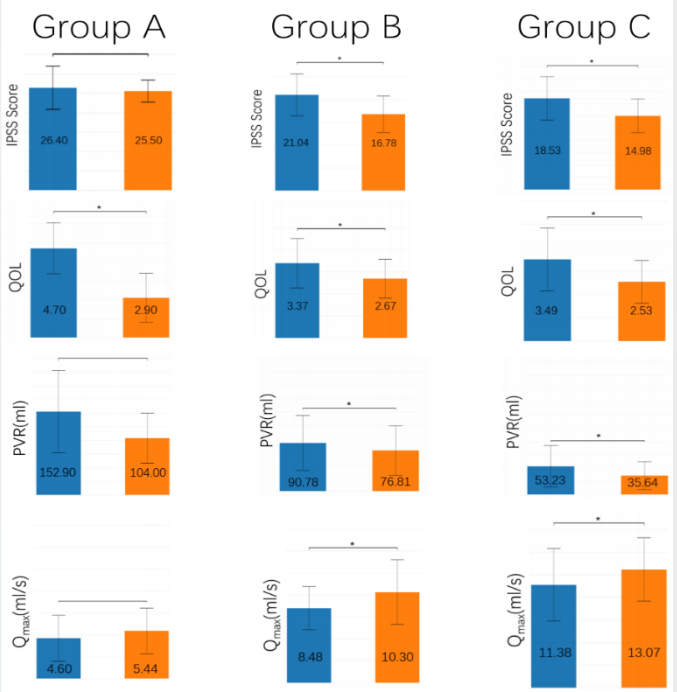 Group A Group B Group C
IPSS Score 26.40 25.50 IPSS Score * 21.04 16.78 IPSS Score * 18.53 14.98
QOL * 4.70 2.90 QOL * 3.37 2.67 QOL * 3.49 2.53
PVR(ml) 152.90 104.00 PVR(ml) * 90.78 76.81 PVR(ml) * 53.23 35.64
Qmax(ml/s) 4.60 5.44 Qmax(ml/s) * 8.48 10.30 Qmax(ml/s) * 11.38 13.07